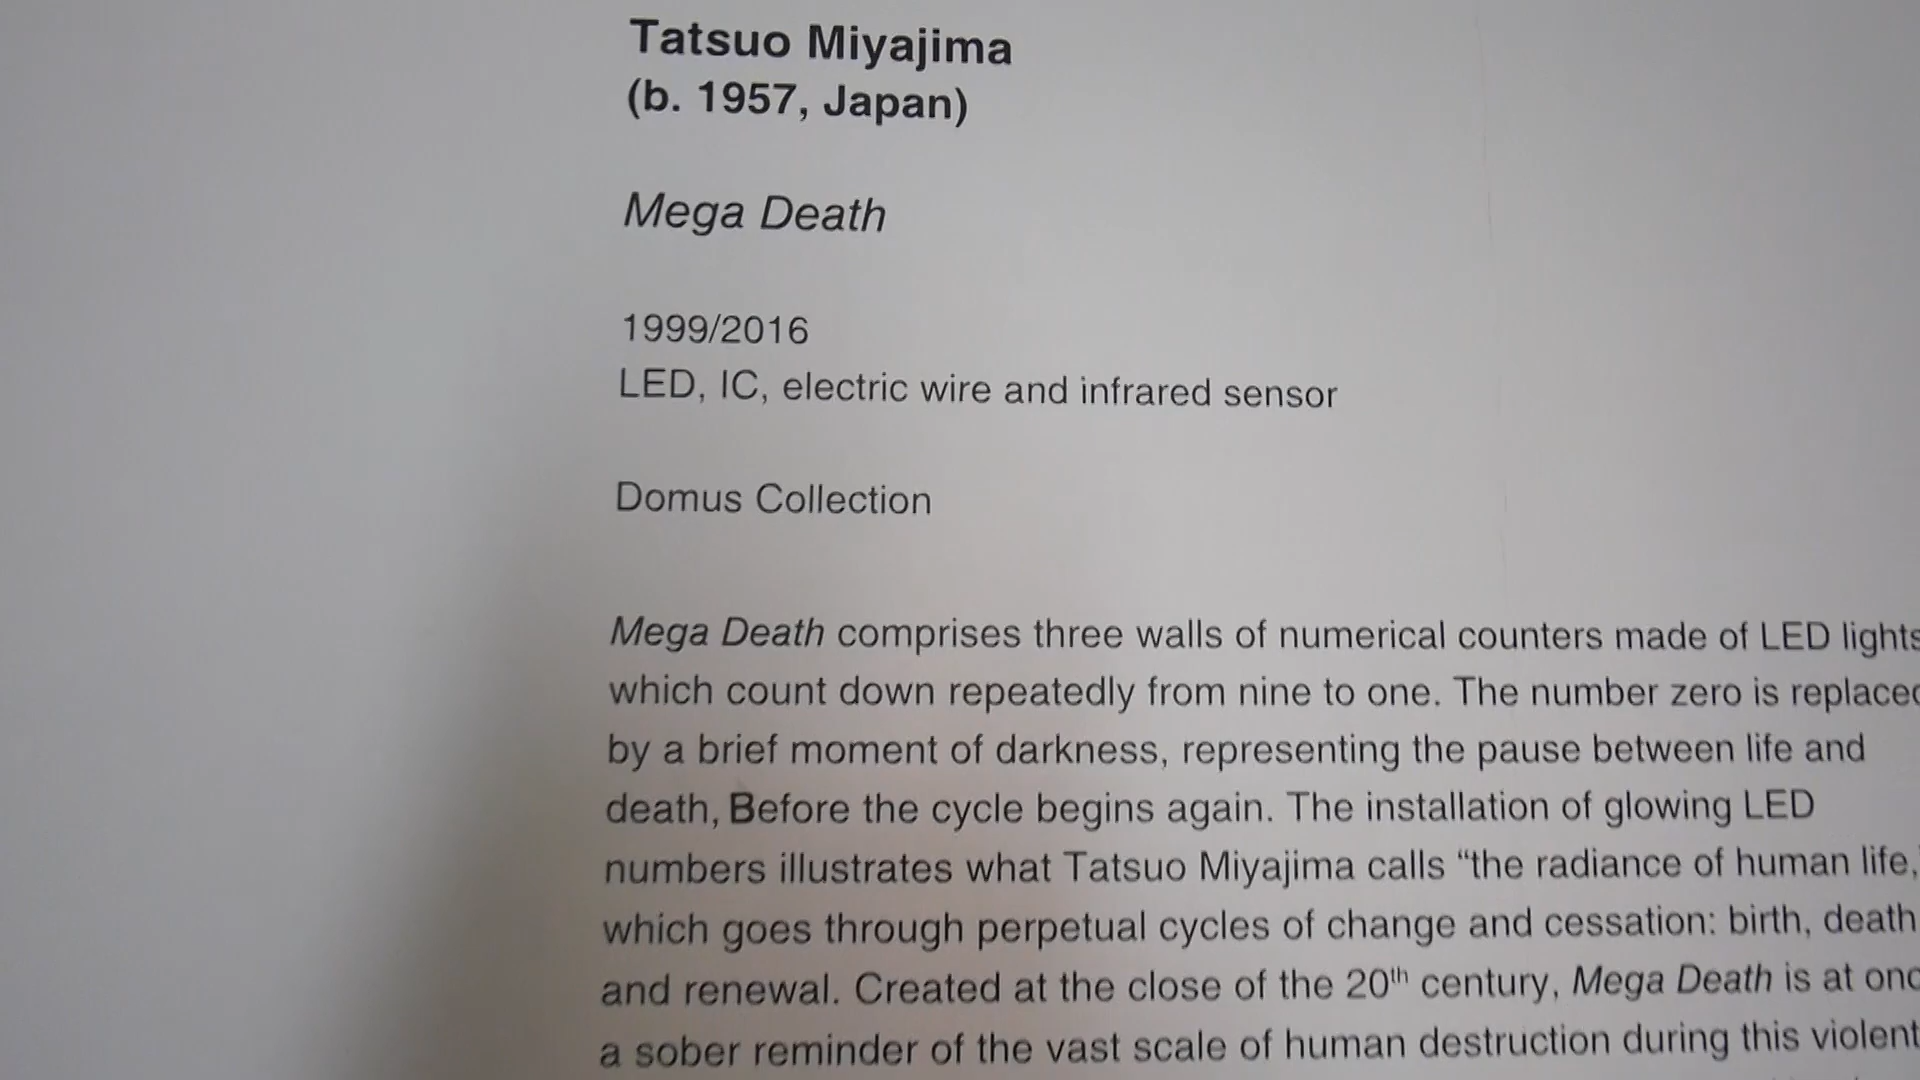 Tatsuo Miyajima
(b. 1957, Japan)
Mega Death
1999/2016
LED, IC, electric wire and infrared sensor
Domus Collection
Mega Death comprises three walls of numerical counters made of LED lights
which count down repeatedly from nine to one. The number zero is replaced
by a brief moment of darkness, representing the pause between life and
death, Before the cycle begins again. The installation of glowing LED
numbers illustrates what Tatsuo Miyajima calls “the radiance of human life,”
which goes through perpetual cycles of change and cessation: birth, death
and renewal. Created at the close of the 20th century, Mega Death is at onc
a sober reminder of the vast scale of human destruction during this violent